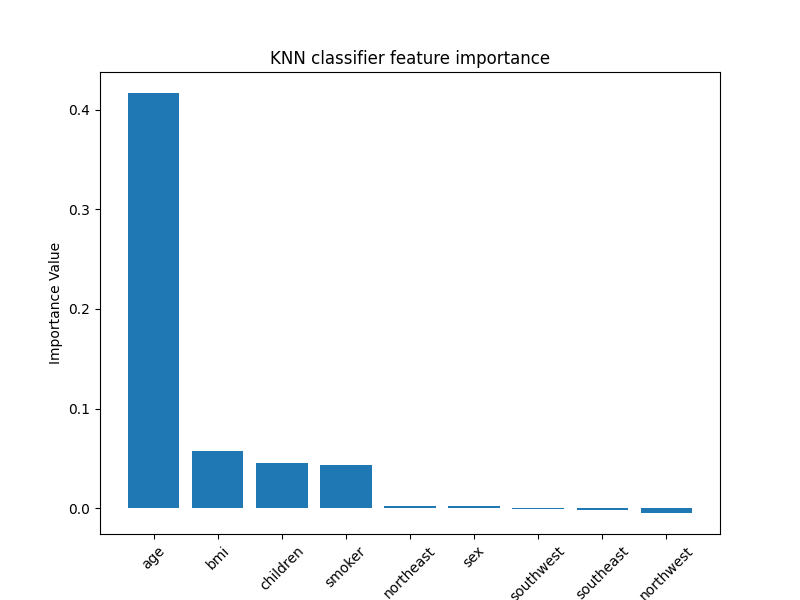 KNN classifier feature importance
Importance Value
0.4
0.3
0.2
0.1
0.0
age
bmi
children
smoker
northeast
sex
southwest
southeast
northwest